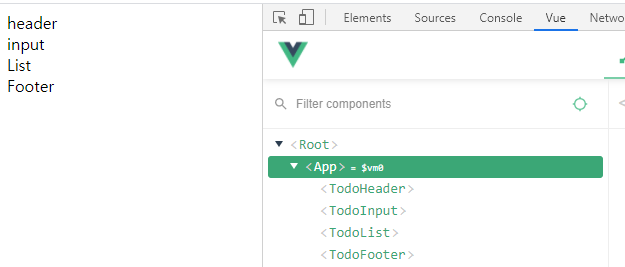 header
input
List
Footer
Elements Sources Console Vue Netwo
Filter components
<Root>
<App> = $vm0
<TodoHeader>
<TodoInput>
<TodoList>
<TodoFooter>